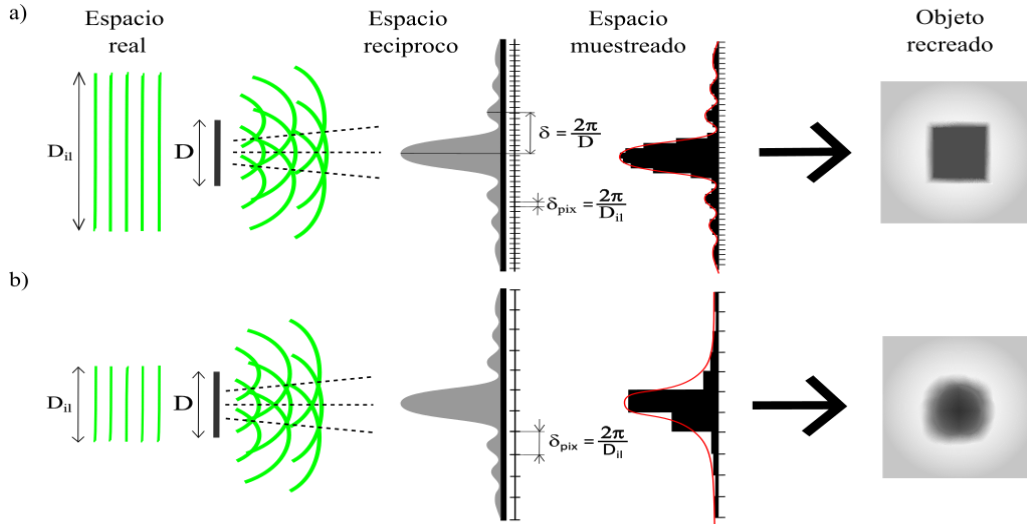 a)
Espacio
real
Espacio
reciproco
Espacio
muestreado
Objeto
recreado
D_il
D
δ = 2π/D
δ_pix = 2π/D_il
b)
D_il
D
δ_pix = 2π/D_il